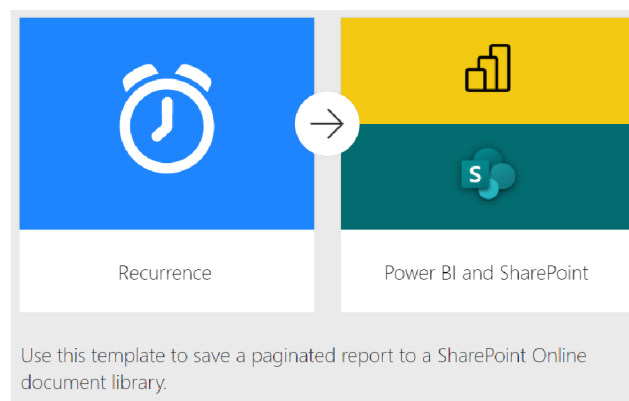 S
Recurrence
Power BI and SharePoint
Use this template to save a paginated report to a SharePoint Online
document library.